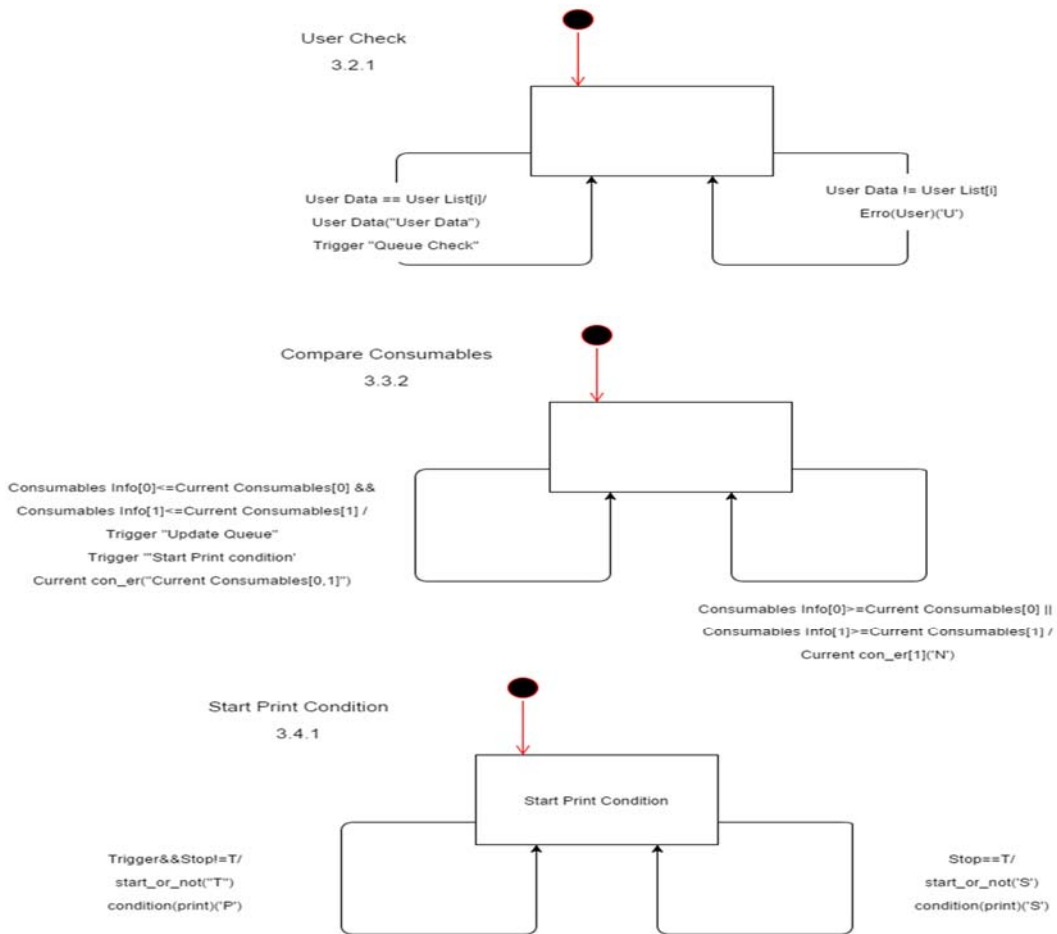 User Check
3.2.1
User Data == User List[i]/
User Data("User Data")
Trigger "Queue Check"
User Data != User List[i]
Erro(User)('U')
Compare Consumables
3.3.2
Consumables Info[0]<=Current Consumables[0] &&
Consumables Info[1]<=Current Consumables[1] /
Trigger "Update Queue"
Trigger '"Start Print condition'
Current con_er("Current Consumables[0,1]")
Consumables Info[0]>=Current Consumables[0] ||
Consumables Info[1]>=Current Consumables[1] /
Current con_er[1]('N')
Start Print Condition
3.4.1
Start Print Condition
Trigger&&Stop!=T/
start_or_not("T")
condition(print)('P')
Stop==T/
start_or_not('S')
condition(print)('S')